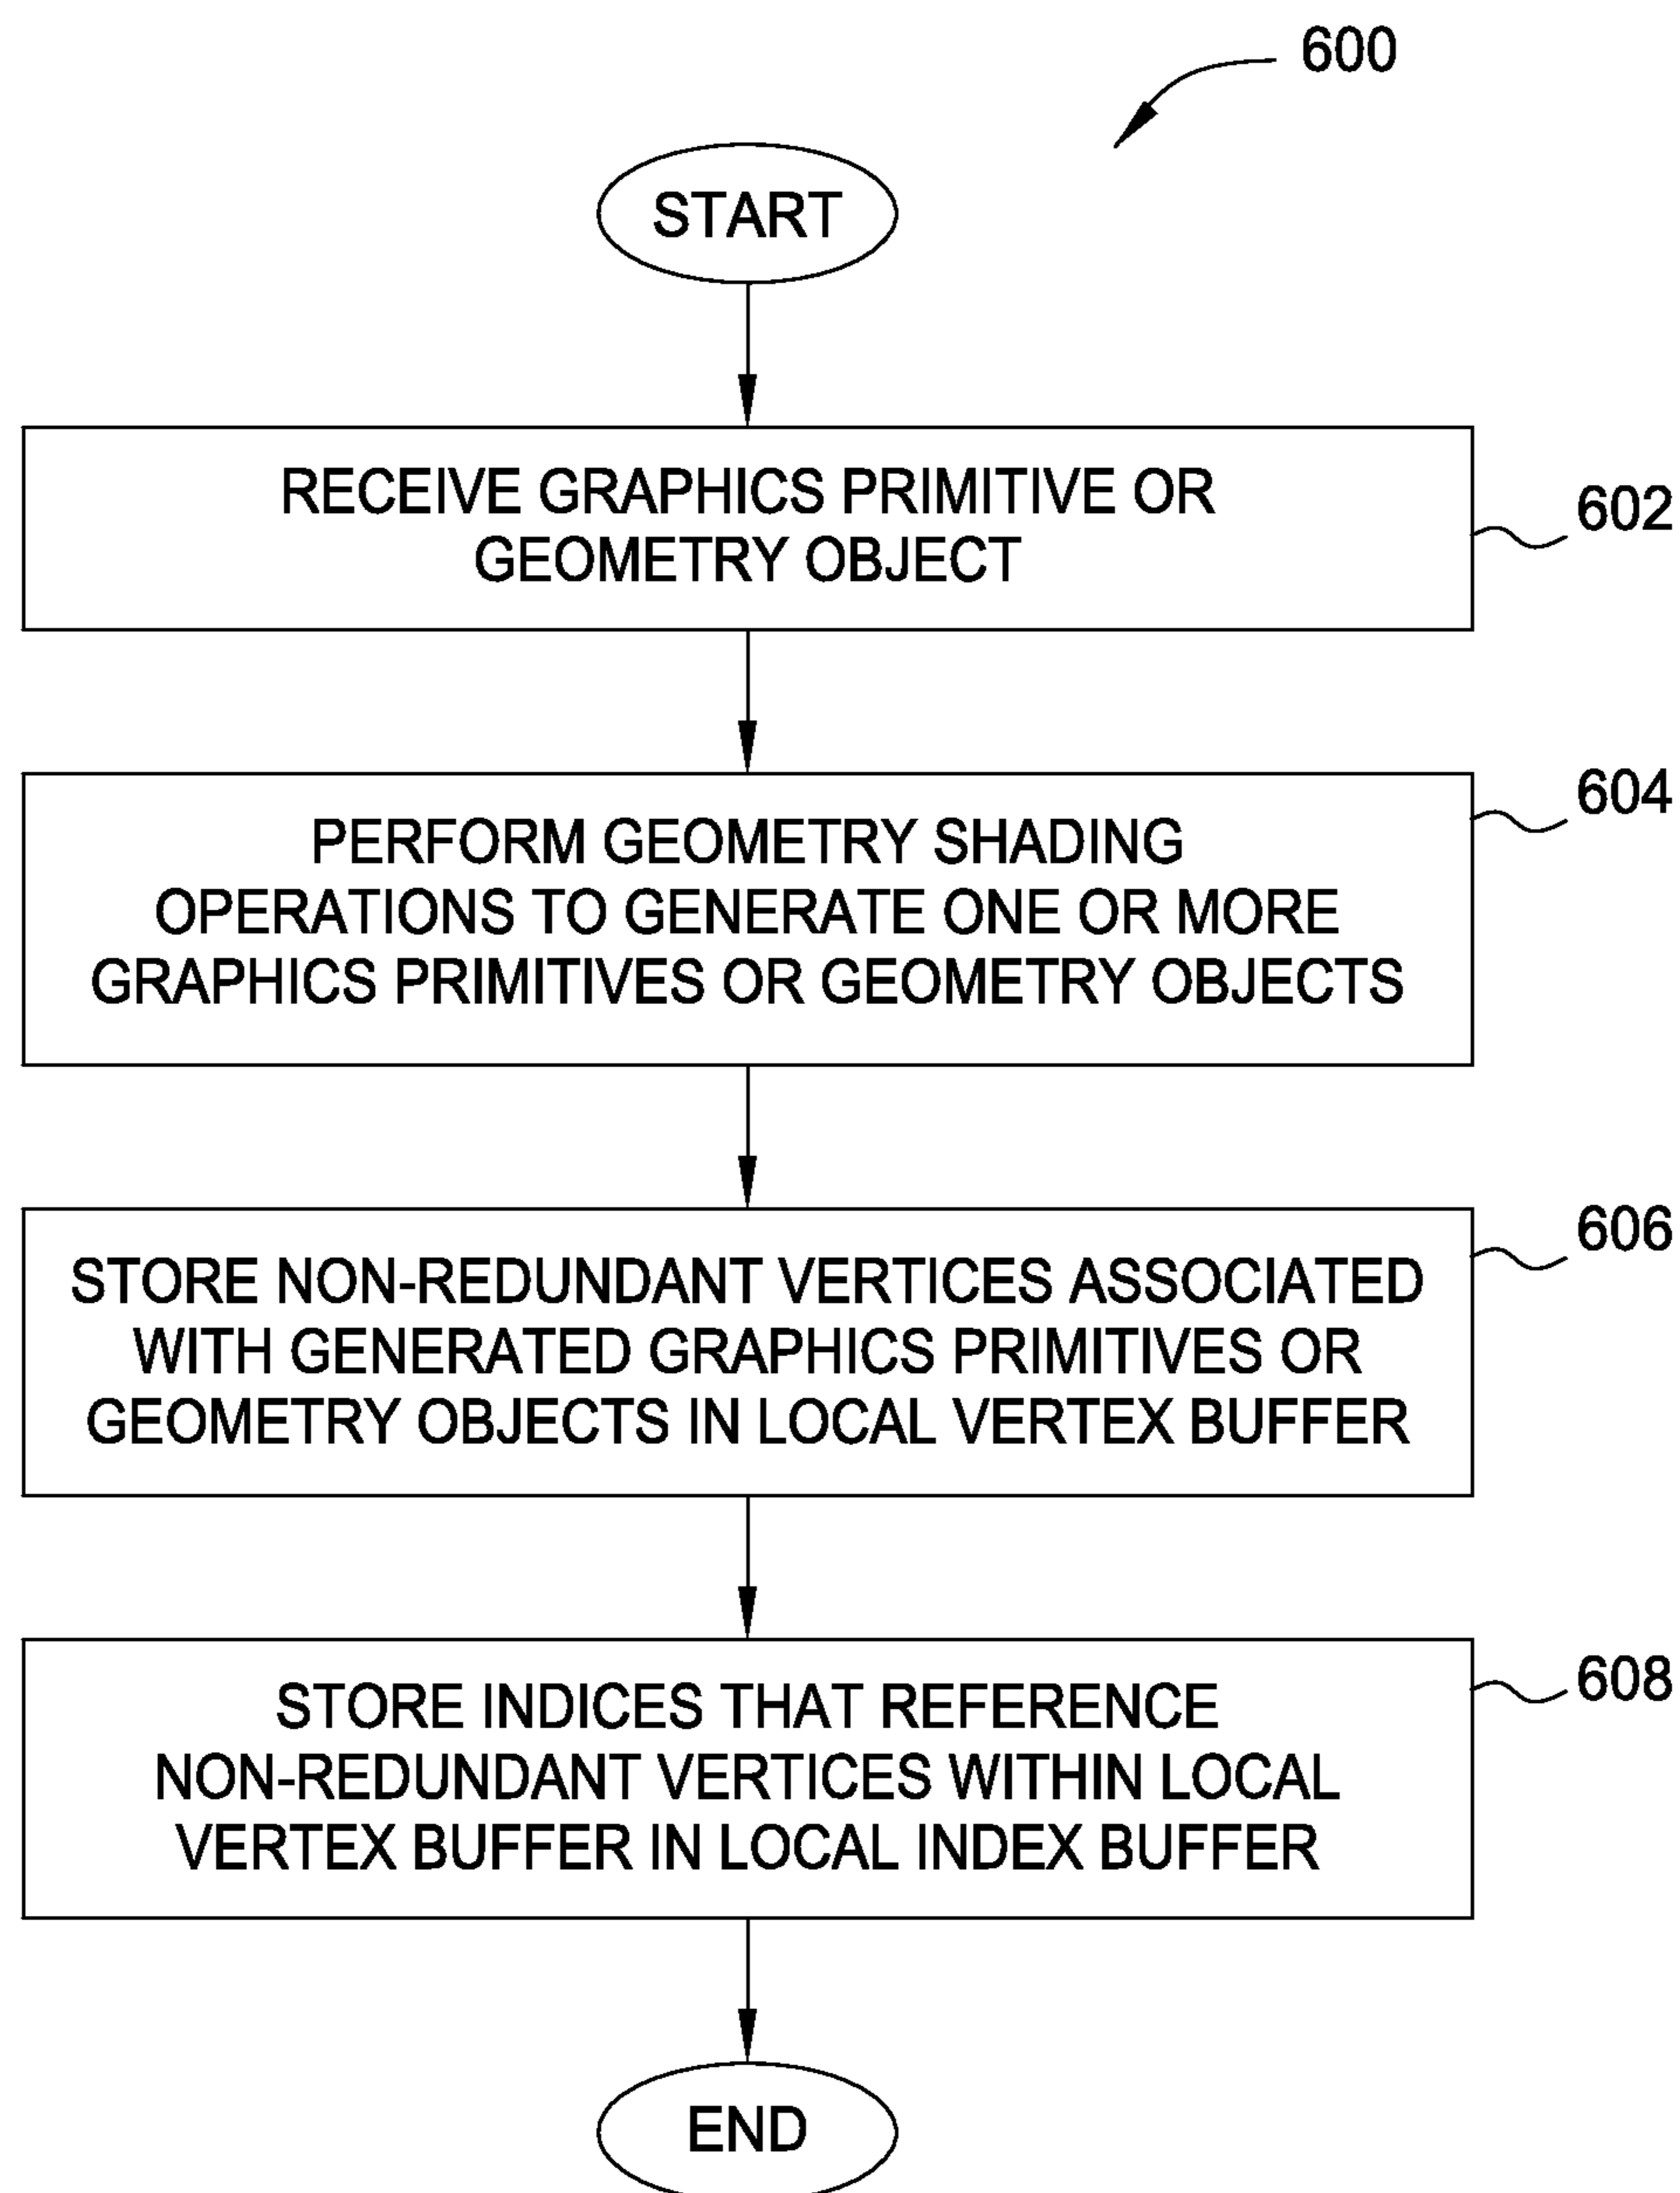 600
START
RECEIVE GRAPHICS PRIMITIVE OR
GEOMETRY OBJECT
602
PERFORM GEOMETRY SHADING
OPERATIONS TO GENERATE ONE OR MORE
GRAPHICS PRIMITIVES OR GEOMETRY OBJECTS
604
STORE NON-REDUNDANT VERTICES ASSOCIATED
WITH GENERATED GRAPHICS PRIMITIVES OR
GEOMETRY OBJECTS IN LOCAL VERTEX BUFFER
606
STORE INDICES THAT REFERENCE
NON-REDUNDANT VERTICES WITHIN LOCAL
VERTEX BUFFER IN LOCAL INDEX BUFFER
608
END